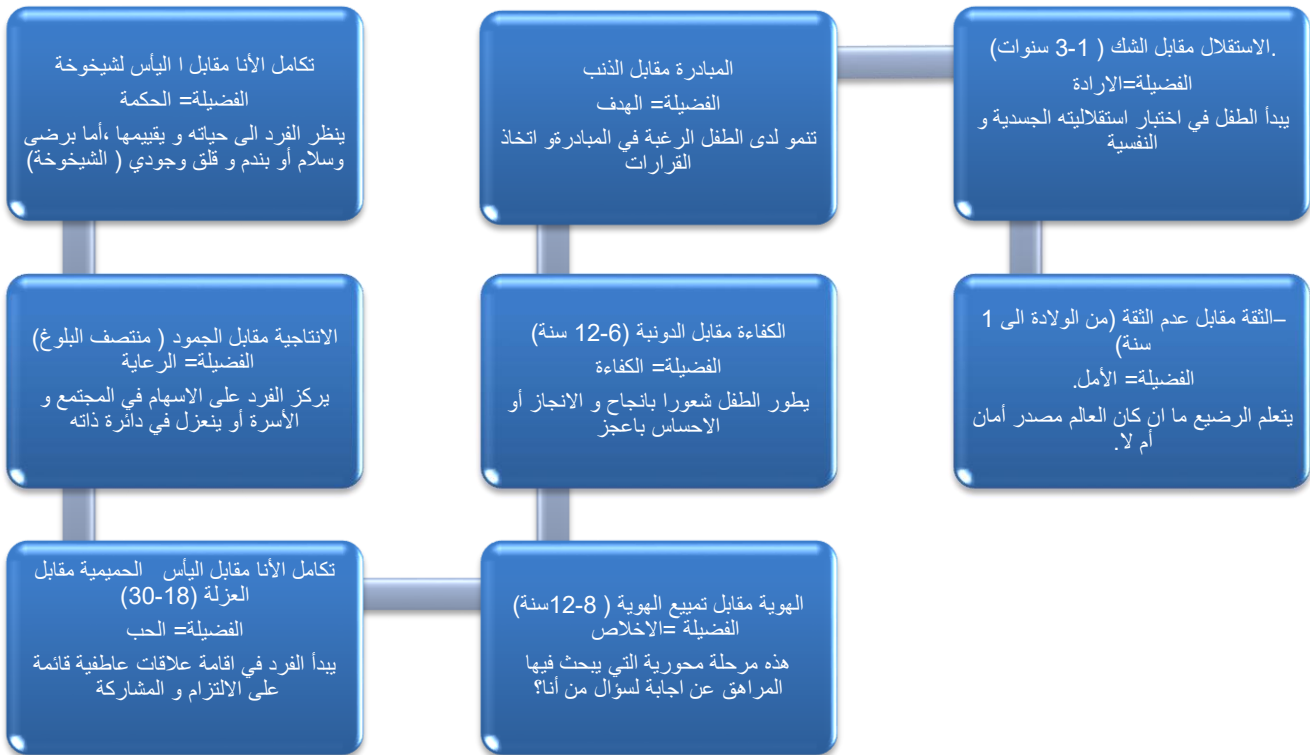 –الثقة مقابل عدم الثقة (من الولادة الى 1
سنة)
الفضيلة= الأمل.
يتعلم الرضيع ما ان كان العالم مصدر أمان
أم لا.
.الاستقلال مقابل الشك ( 1-3 سنوات)
الفضيلة=الارادة
يبدأ الطفل في اختبار استقلاليته الجسدية و
النفسية
المبادرة مقابل الذنب
الفضيلة= الهدف
تنمو لدى الطفل الرغبة في المبادرةو اتخاذ
القرارات
الكفاءة مقابل الدونية (6-12 سنة)
الفضيلة= الكفاءة
يطور الطفل شعورا بانجاح و الانجاز أو
الاحساس باعجز
الهوية مقابل تمييع الهوية ( 8-12سنة)
الفضيلة =الاخلاص
هذه مرحلة محورية التي يبحث فيها
المراهق عن اجابة لسؤال من أنا؟
تكامل الأنا مقابل اليأس الحميمية مقابل
العزلة (18-30)
الفضيلة= الحب
يبدأ الفرد في اقامة علاقات عاطفية قائمة
على الالتزام و المشاركة
الانتاجية مقابل الجمود ( منتصف البلوغ)
الفضيلة= الرعاية
يركز الفرد على الاسهام في المجتمع و
الأسرة أو ينعزل في دائرة ذاته
تكامل الأنا مقابل ا اليأس لشيخوخة
الفضيلة= الحكمة
ينظر الفرد الى حياته و يقييمها ،أما برضى
وسلام أو بندم و قلق وجودي ( الشيخوخة)